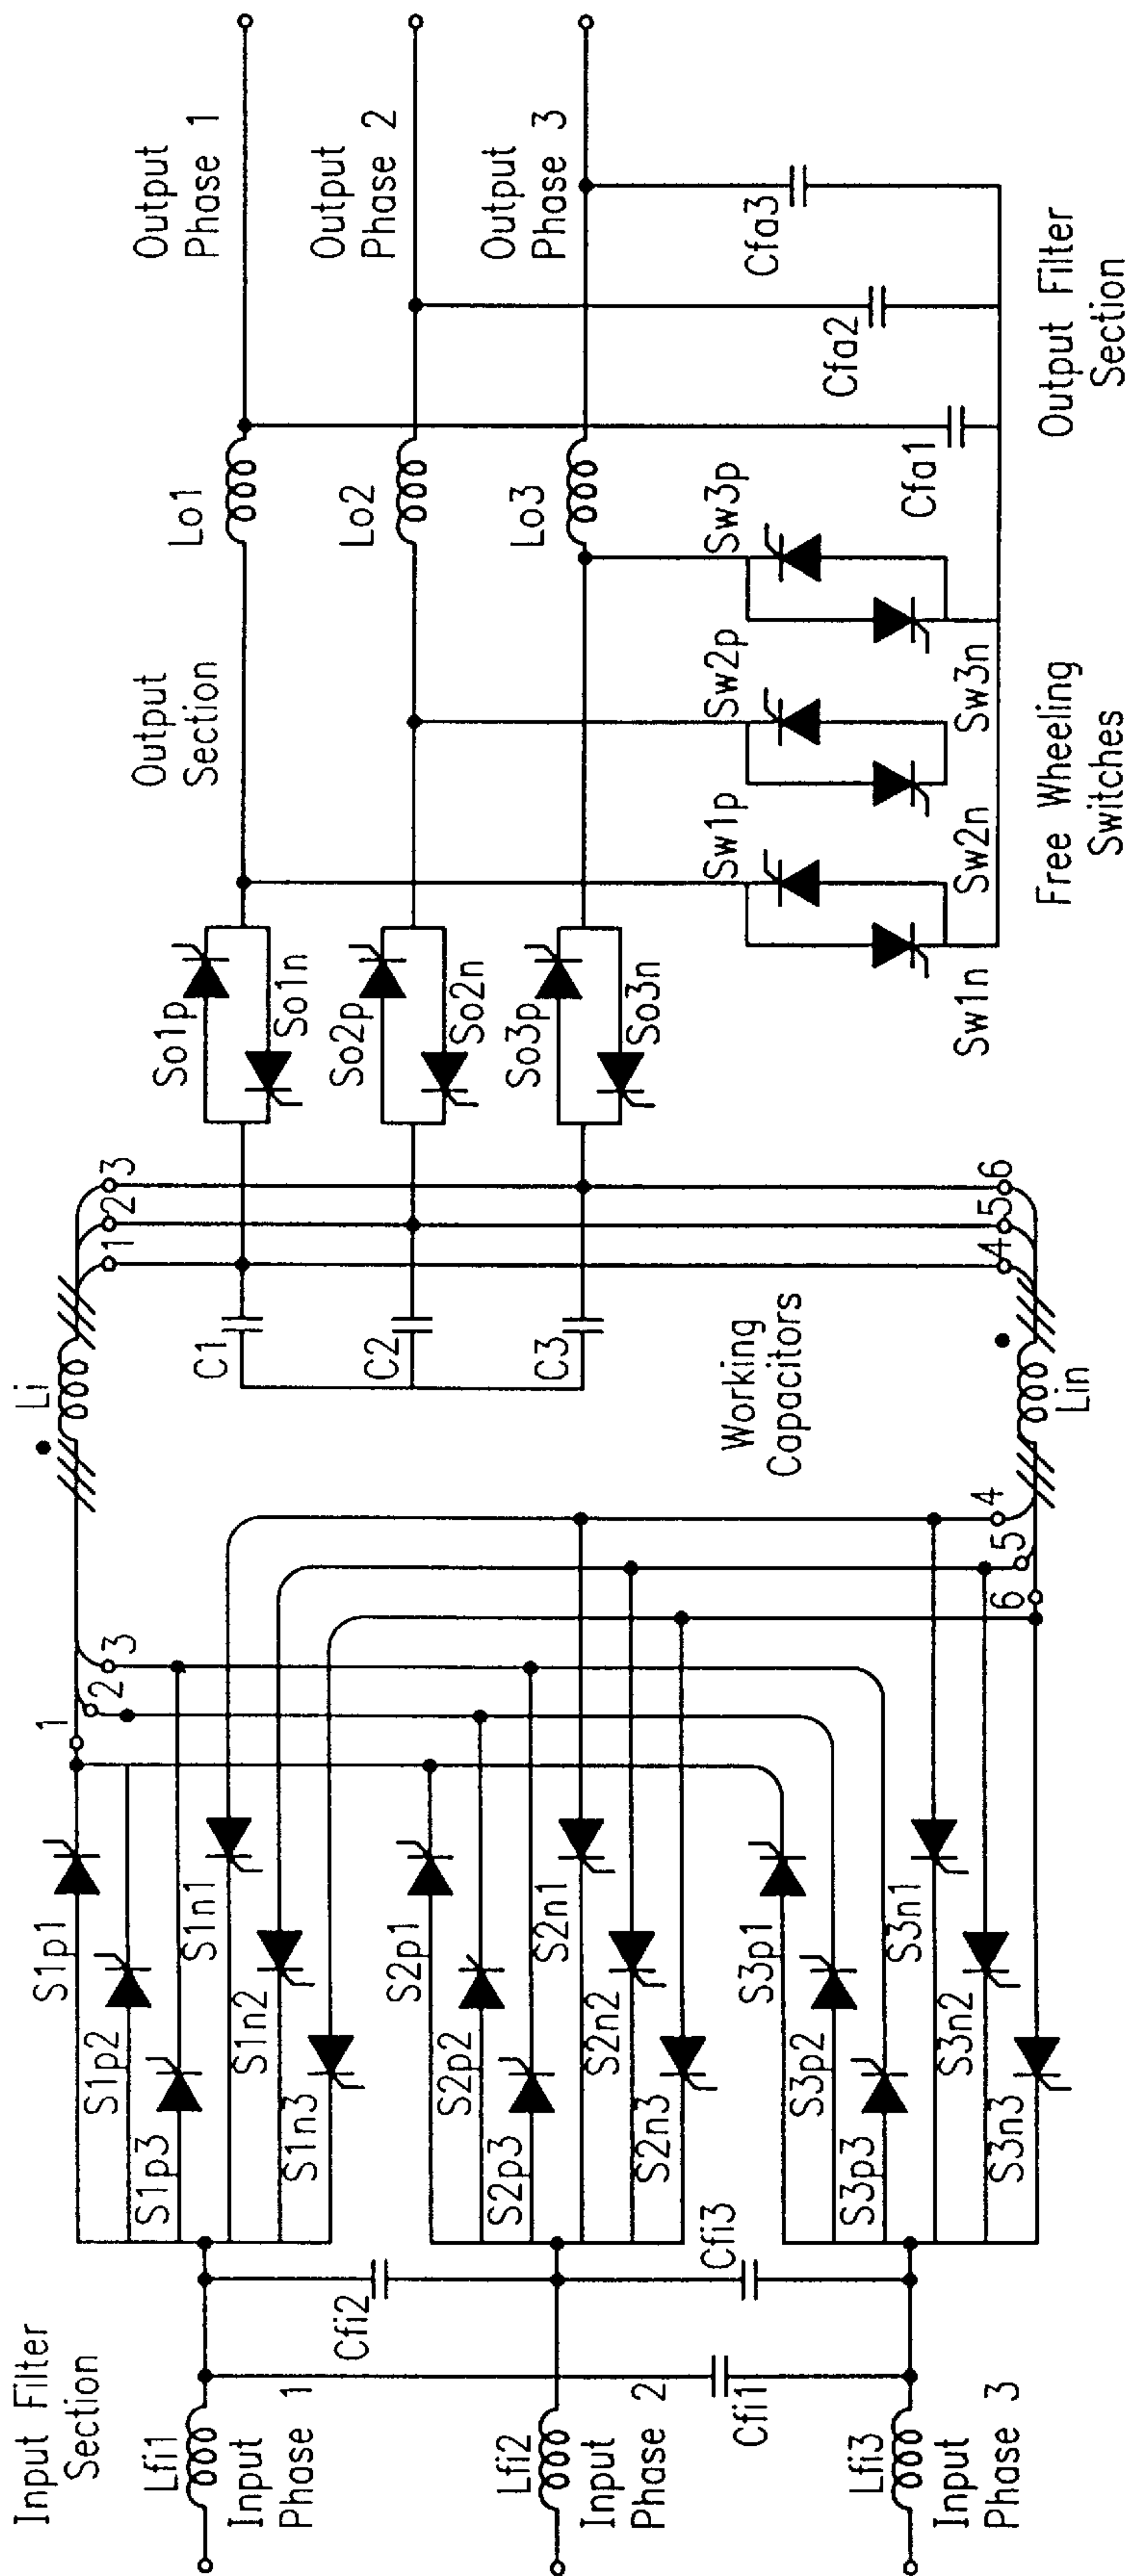 Input Filter
Section
Lfi1
Input
Phase 1
Lfi2
Input
Phase 2
Lfi3
Input
Phase 3
Cfi2
Cfi3
Cfi1
S1p1
S1p2
S1p3
S1n1
S1n2
S1n3
S2p1
S2p2
S2p3
S2n1
S2n2
S2n3
S3p1
S3p2
S3p3
S3n1
S3n2
S3n3
1
2
3
4
5
6
Li
Lin
1
2
3
4
5
6
C1
C2
C3
Working
Capacitors
So1p
So1n
So2p
So2n
So3p
So3n
Output
Section
Sw1p
Sw2p
Sw3p
Sw1n
Sw2n
Sw3n
Free Wheeling
Switches
Lo1
Lo2
Lo3
Output
Phase 1
Output
Phase 2
Output
Phase 3
Cfa1
Cfa2
Cfa3
Output Filter
Section